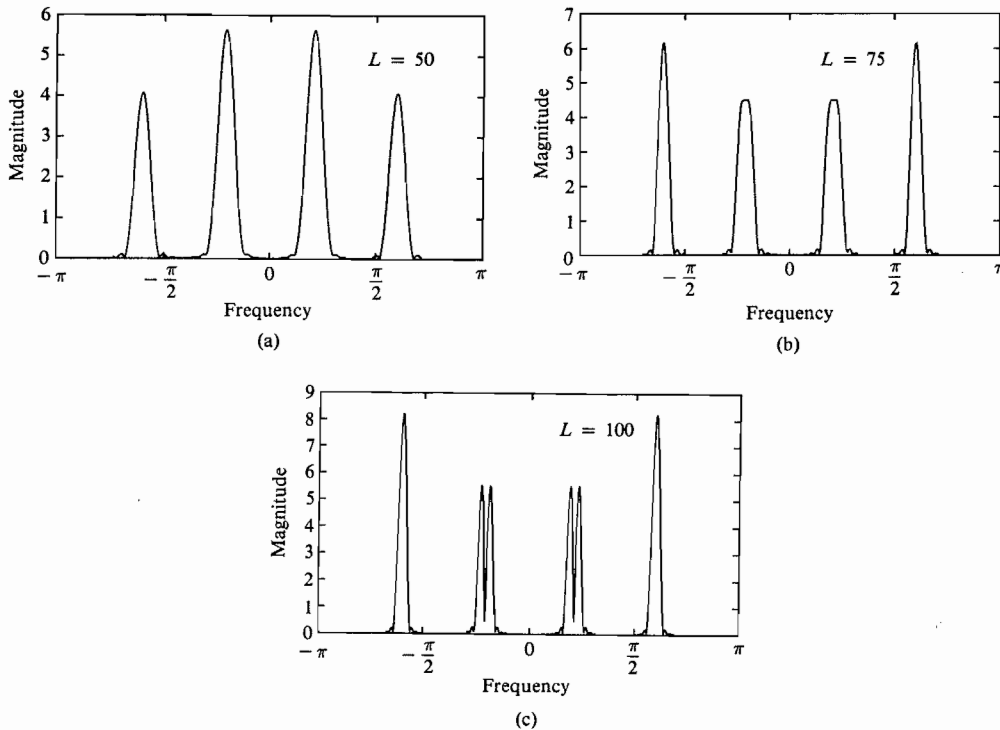 6
5
4
3
2
1
0
Magnitude
L = 50
−π
−π/2
0
π/2
π
Frequency
(a)
7
6
5
4
3
2
1
0
Magnitude
L = 75
−π
−π/2
0
π/2
π
Frequency
(b)
9
8
7
6
5
4
3
2
1
0
Magnitude
L = 100
−π
−π/2
0
π/2
π
Frequency
(c)